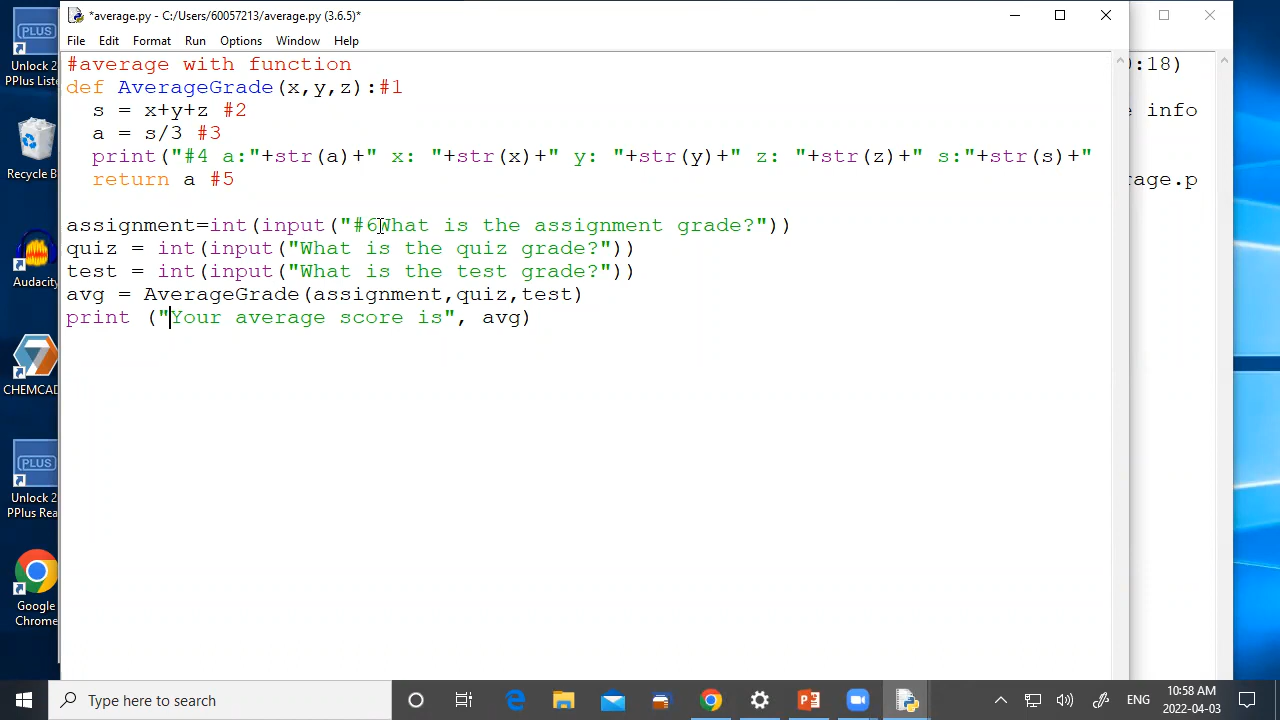 *average.py - C:/Users/60057213/average.py (3.6.5)*
File Edit Format Run Options Window Help
#average with function
def AverageGrade(x,y,z):#1
  s = x+y+z #2
  a = s/3 #3
  print("#4 a:"+str(a)+" x: "+str(x)+" y: "+str(y)+" z: "+str(z)+" s:"+str(s)+"
  return a #5
assignment=int(input("#6What is the assignment grade?"))
quiz = int(input("What is the quiz grade?"))
test = int(input("What is the test grade?"))
avg = AverageGrade(assignment,quiz,test)
print ("Your average score is", avg)
:18)
info
rage.p
PLUS
Unlock 2
PPlus Liste
Recycle B
Audacity
CHEMCAD
PLUS
Unlock 2
PPlus Rea
Google
Chrome
Type here to search
ENG
10:58 AM
2022-04-03